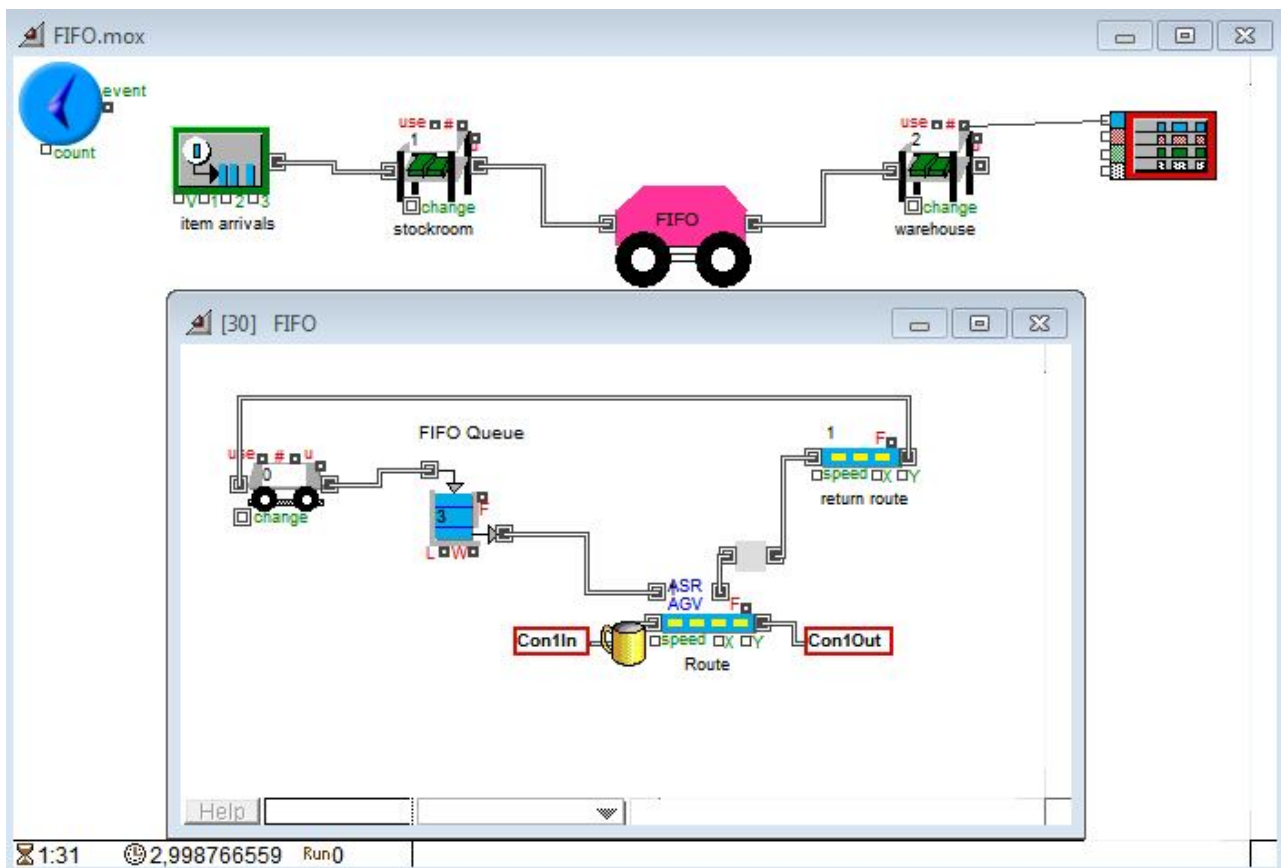 FIFO.mox
event
count
use #
1
change
stockroom
V 1 2 3
item arrivals
FIFO
use #
2
change
warehouse
[30] FIFO
FIFO Queue
use # u
0
change
3
F
L W
1
F
speed X Y
return route
ASR
AGV
F
Con1In
speed X Y
Con1Out
Route
Help
1:31
2,998766559
Run0